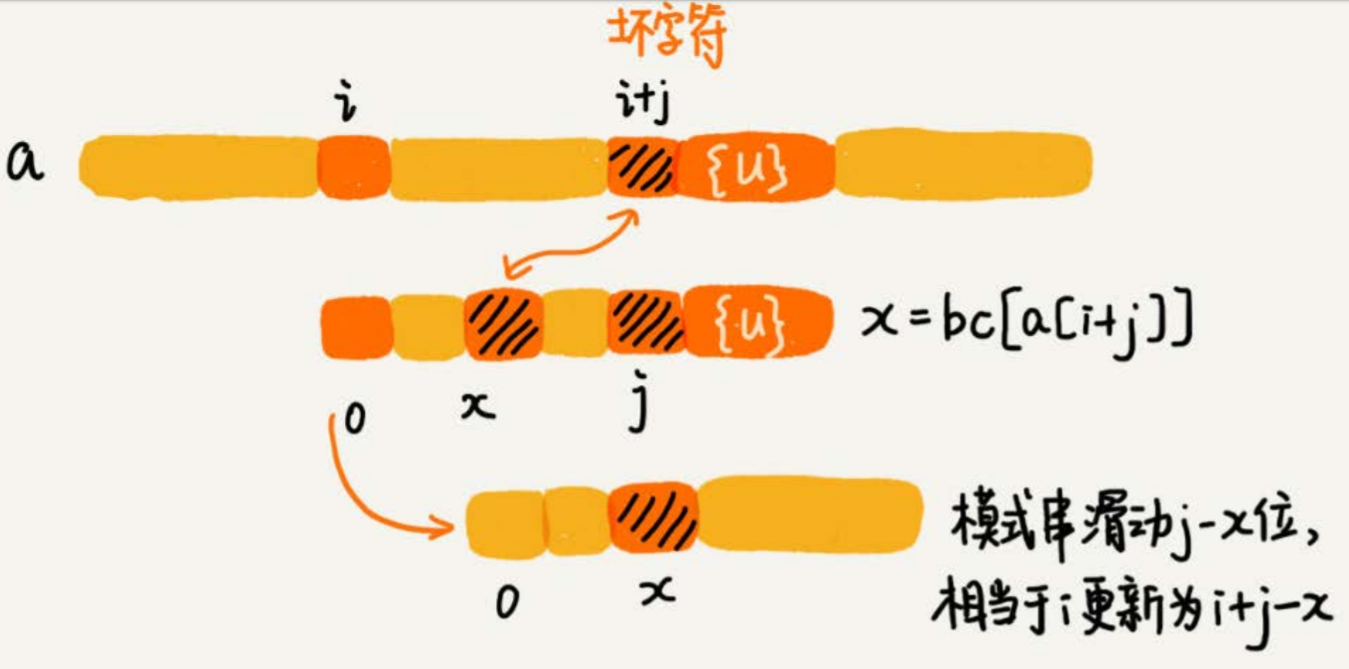 坏字符
i i+j
a {u}
{u} x=bc[a[i+j]]
0 x j
模式串滑动j-x位,
0 x
相当于i更新为i+j-x